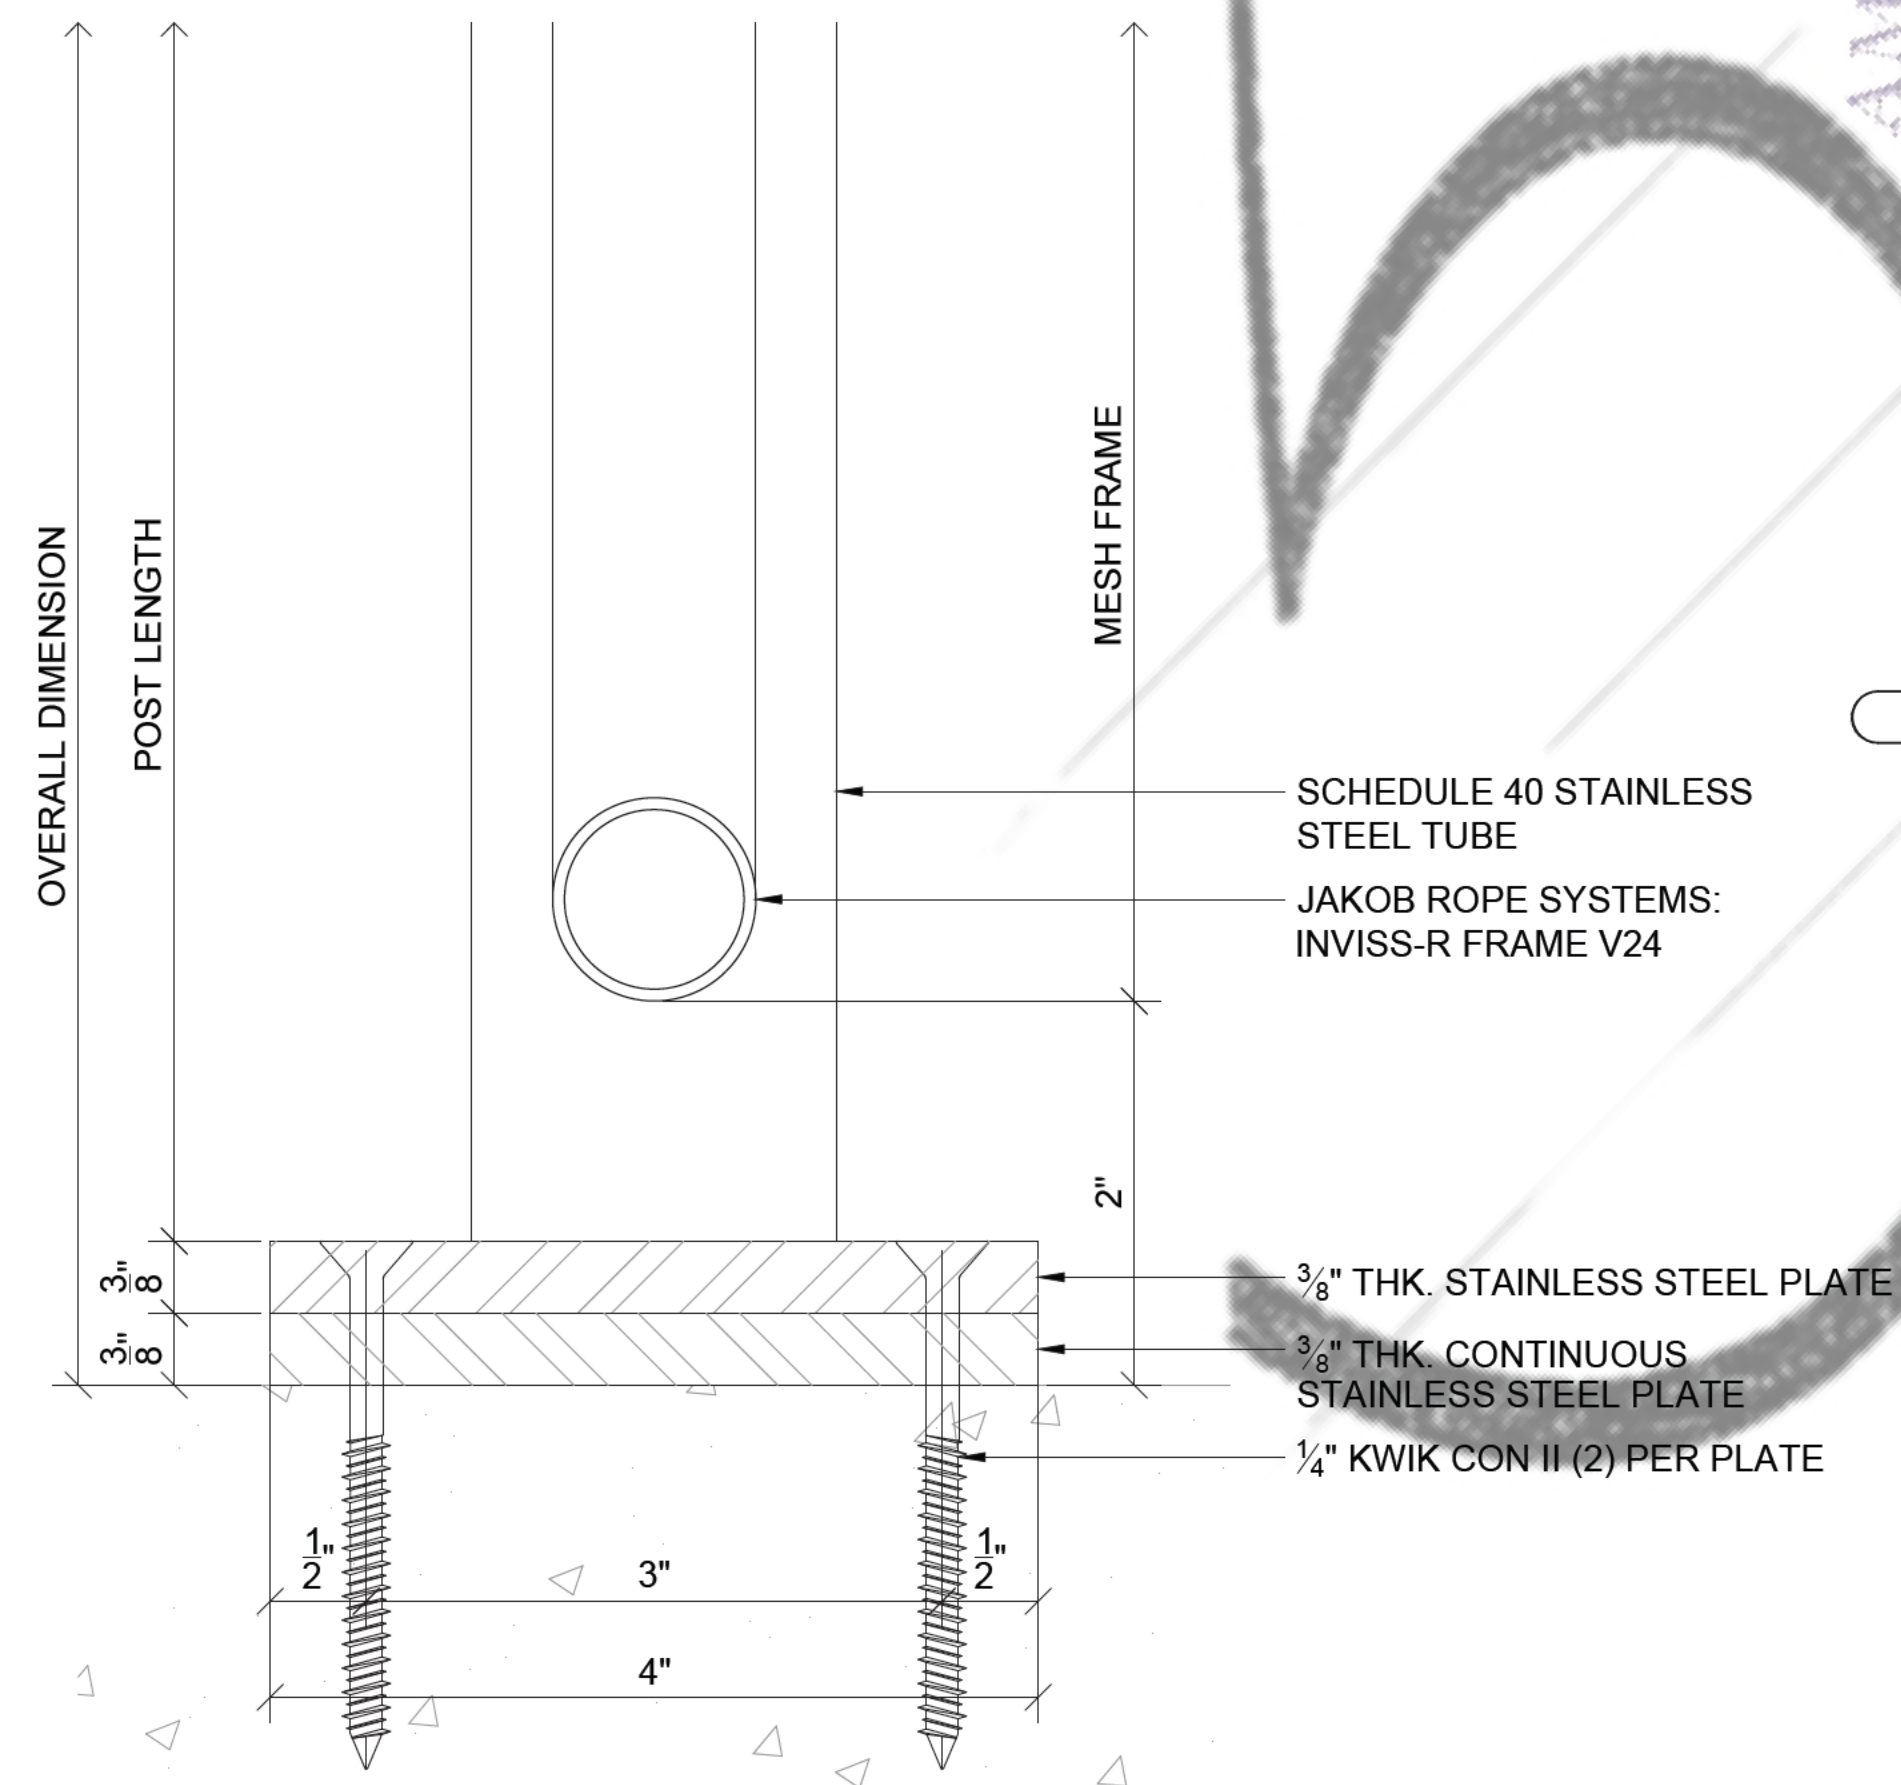 OVERALL DIMENSION
POST LENGTH
MESH FRAME
SCHEDULE 40 STAINLESS
STEEL TUBE
JAKOB ROPE SYSTEMS:
INVISS-R FRAME V24
2"
3/8"
3/8"
3/8" THK. STAINLESS STEEL PLATE
3/8" THK. CONTINUOUS
STAINLESS STEEL PLATE
1/4" KWIK CON II (2) PER PLATE
1/2"
3"
1/2"
4"